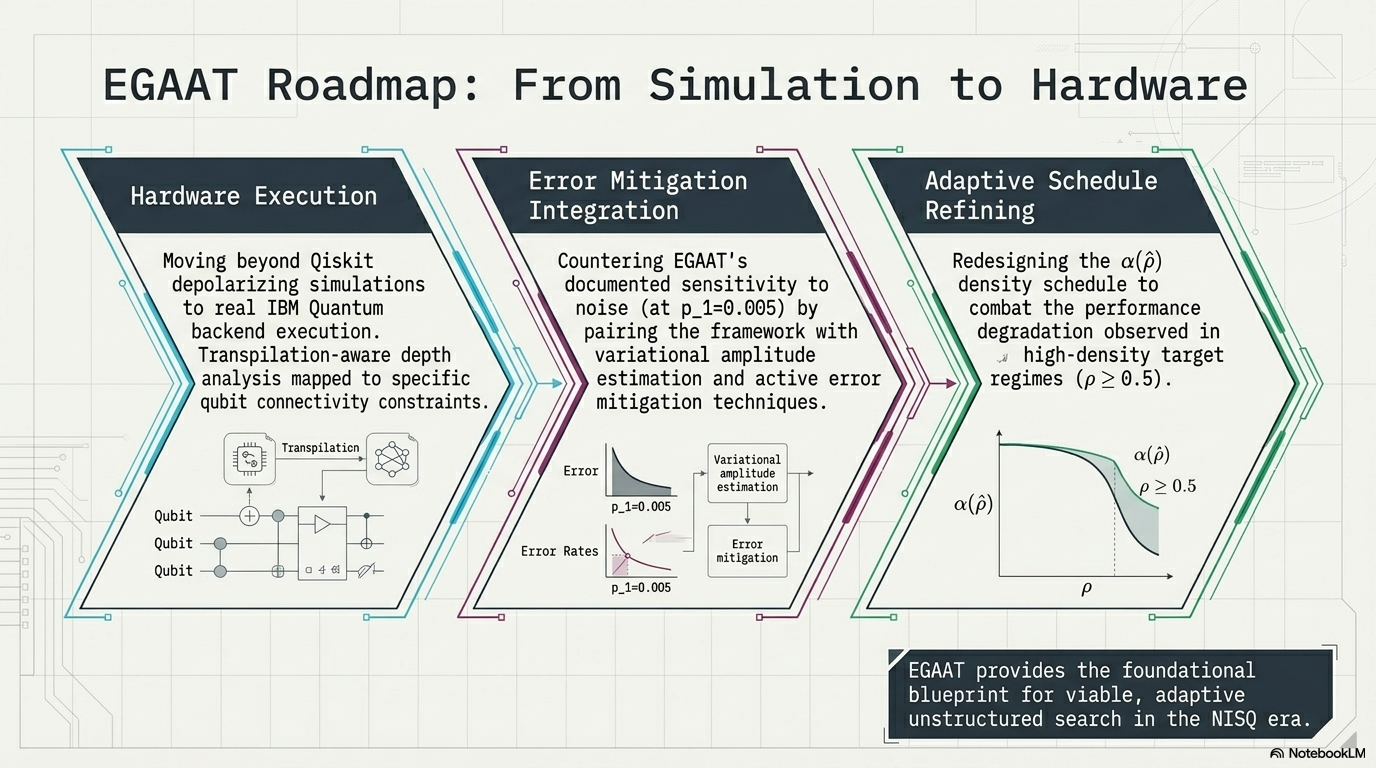 EGAAT Roadmap: From Simulation to Hardware
Hardware Execution
Moving beyond Qiskit
depolarizing simulations
to real IBM Quantum
backend execution.
Transpilation-aware depth
analysis mapped to specific
qubit connectivity constraints.
Transpilation
Qubit
Qubit
Qubit
Error Mitigation
Integration
Countering EGAAT's
documented sensitivity to
noise (at p_1=0.005) by
pairing the framework with
variational amplitude
estimation and active error
mitigation techniques.
Error
p_1=0.005
Error Rates
p_1=0.005
Variational
amplitude
estimation
Error
mitigation
Adaptive Schedule
Refining
Redesigning the α(ρ̂)
density schedule to
combat the performance
degradation observed in
high-density target
regimes (ρ ≥ 0.5).
α(ρ̂)
ρ ≥ 0.5
α(ρ̂)
ρ
EGAAT provides the foundational
blueprint for viable, adaptive
unstructured search in the NISQ era.
NotebookLM